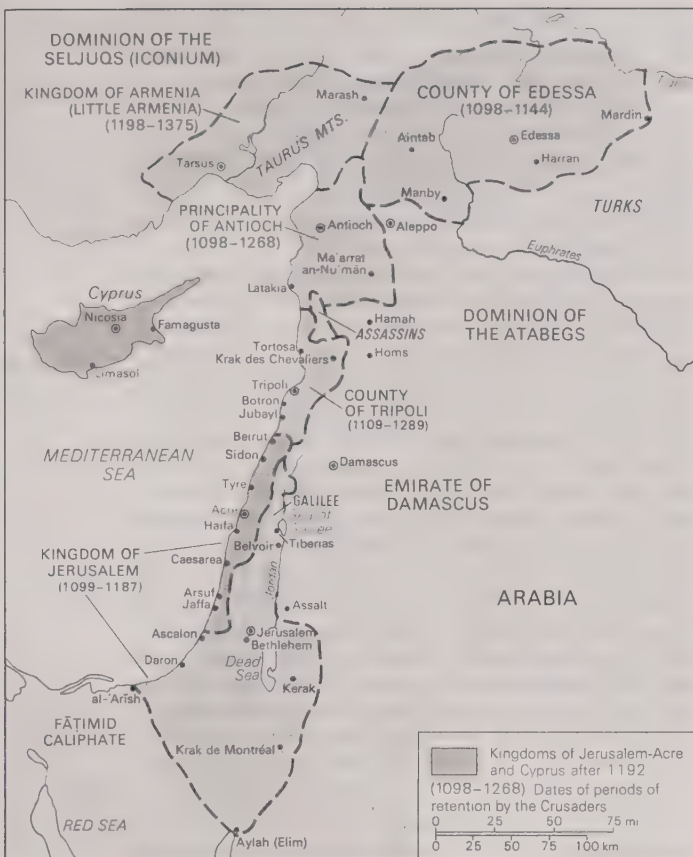 DOMINION OF THE
SELJUQS (ICONIUM)
KINGDOM OF ARMENIA
(LITTLE ARMENIA)
(1198–1375)
Marash
TAURUS MTS.
Tarsus
COUNTY OF EDESSA
(1098–1144)
Mardin
Aintab
Edessa
Harran
Manby
TURKS
PRINCIPALITY
OF ANTIOCH
(1098–1268)
Antioch
Aleppo
Euphrates
Ma'arrat
an-Nu'mān
Latakia
Cyprus
Nicosia
Famagusta
Limasol
ASSASSINS
Hamah
DOMINION OF
THE ATABEGS
Tortosa
Krak des Chevaliers
Homs
Tripoli
COUNTY
OF TRIPOLI
(1109–1289)
Botron
Jubayl
Beirut
MEDITERRANEAN
SEA
Sidon
Damascus
Tyre
EMIRATE OF
DAMASCUS
GALILEE
Acre
Haifa
Belvoir
Tiberias
KINGDOM OF
JERUSALEM
(1099–1187)
Caesarea
Jordan
Arsuf
Jaffa
Assalt
ARABIA
Ascalon
Jerusalem
Bethlehem
Daron
Dead
Sea
al-'Arīsh
Kerak
FĀṬIMID
CALIPHATE
Krak de Montréal
RED SEA
Aylah (Elim)
Kingdoms of Jerusalem-Acre
and Cyprus after 1192
(1098–1268) Dates of periods of
retention by the Crusaders
0 25 50 75 mi
0 25 50 75 100 km